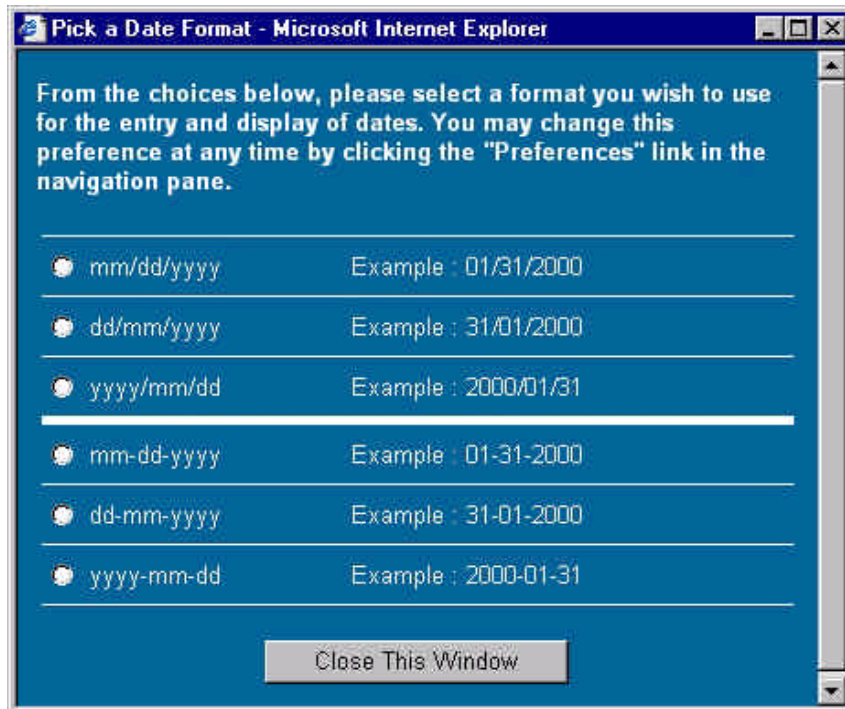 Pick a Date Format - Microsoft Internet Explorer
From the choices below, please select a format you wish to use
for the entry and display of dates. You may change this
preference at any time by clicking the "Preferences" link in the
navigation pane.
mm/dd/yyyy Example : 01/31/2000
dd/mm/yyyy Example : 31/01/2000
yyyy/mm/dd Example : 2000/01/31
mm-dd-yyyy Example : 01-31-2000
dd-mm-yyyy Example : 31-01-2000
yyyy-mm-dd Example : 2000-01-31
Close This Window